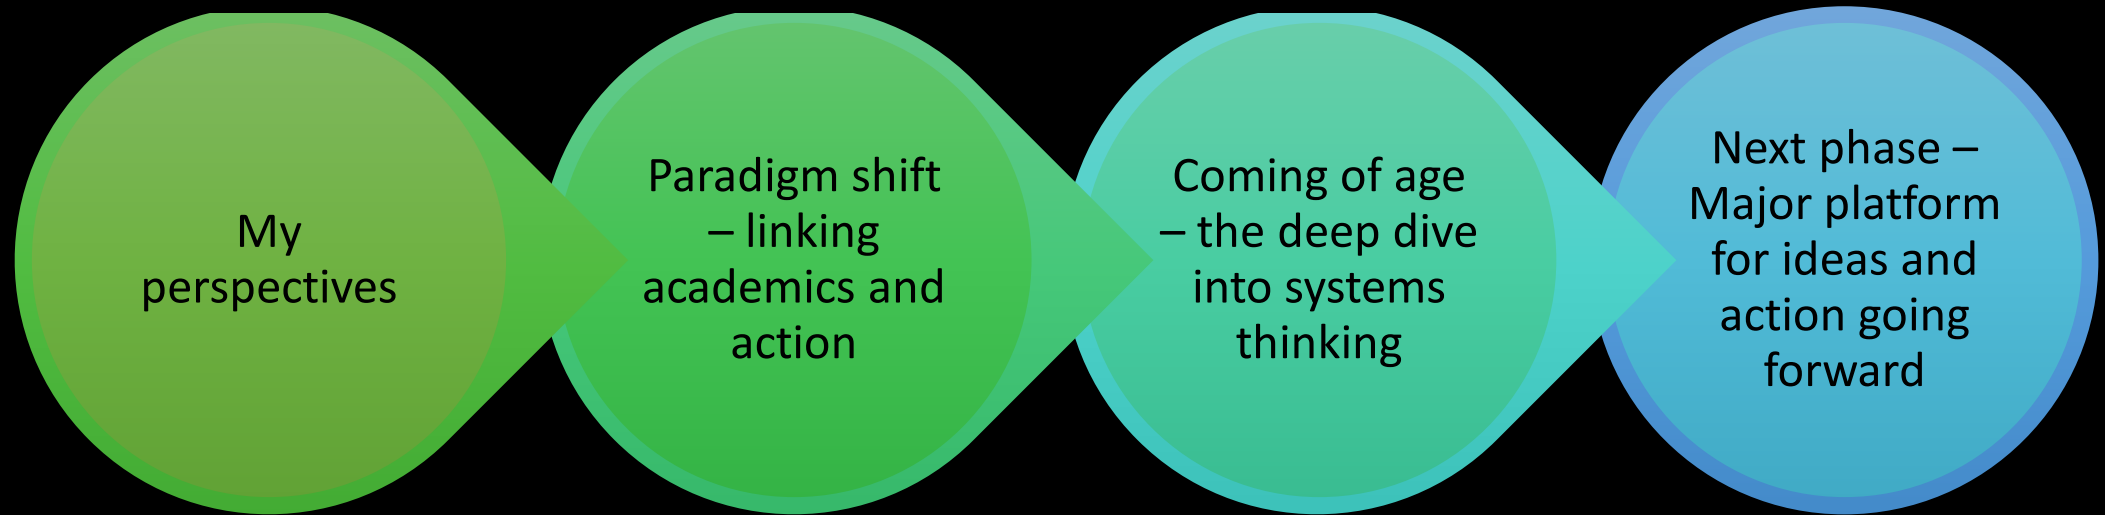 My
perspectives
Paradigm shift
– linking
academics and
action
Coming of age
– the deep dive
into systems
thinking
Next phase –
Major platform
for ideas and
action going
forward